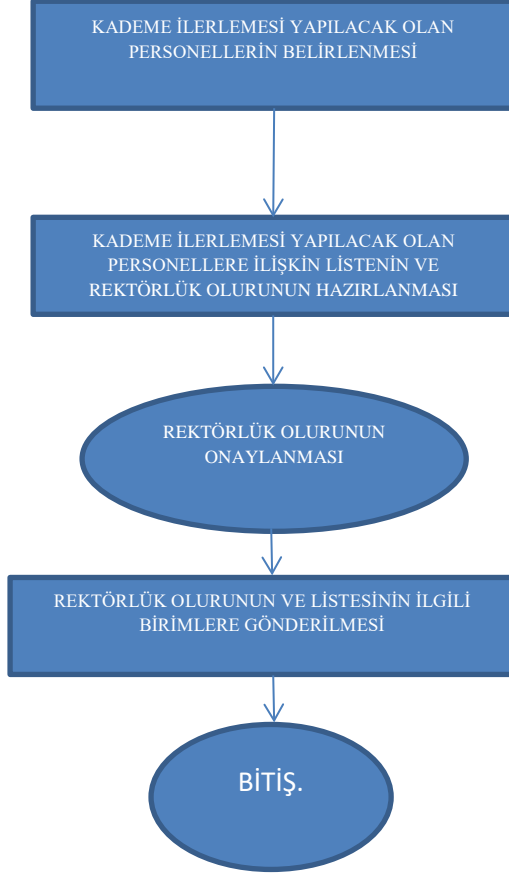 KADEME İLERLEMESİ YAPILACAK OLAN
PERSONELLERİN BELİRLENMESİ
KADEME İLERLEMESİ YAPILACAK OLAN
PERSONELLERE İLİŞKİN LİSTENİN VE
REKTÖRLÜK OLURUNUN HAZIRLANMASI
REKTÖRLÜK OLURUNUN
ONAYLANMASI
REKTÖRLÜK OLURUNUN VE LİSTESİNİN İLGİLİ
BİRİMLERE GÖNDERİLMESİ
BİTİŞ.